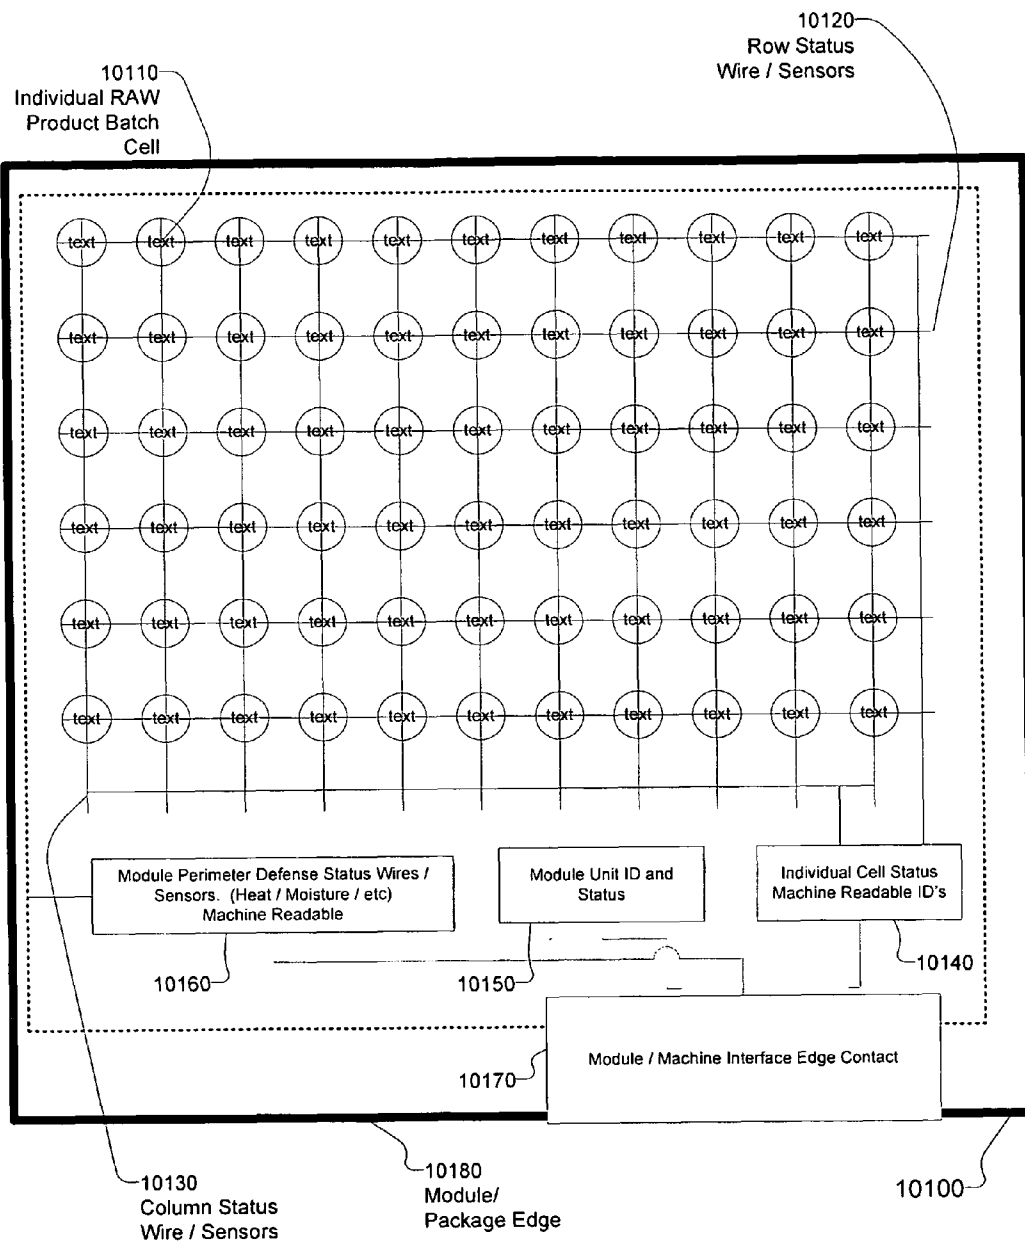 10120
Row Status
Wire / Sensors
10110
Individual RAW
Product Batch
Cell
text text text text text text text text text text text
text text text text text text text text text text text
text text text text text text text text text text text
text text text text text text text text text text text
text text text text text text text text text text text
text text text text text text text text text text text
Module Perimeter Defense Status Wires /
Sensors. (Heat / Moisture / etc)
Machine Readable
Module Unit ID and
Status
Individual Cell Status
Machine Readable ID's
10160
10150
10140
Module / Machine Interface Edge Contact
10170
10130
Column Status
Wire / Sensors
10180
Module/
Package Edge
10100